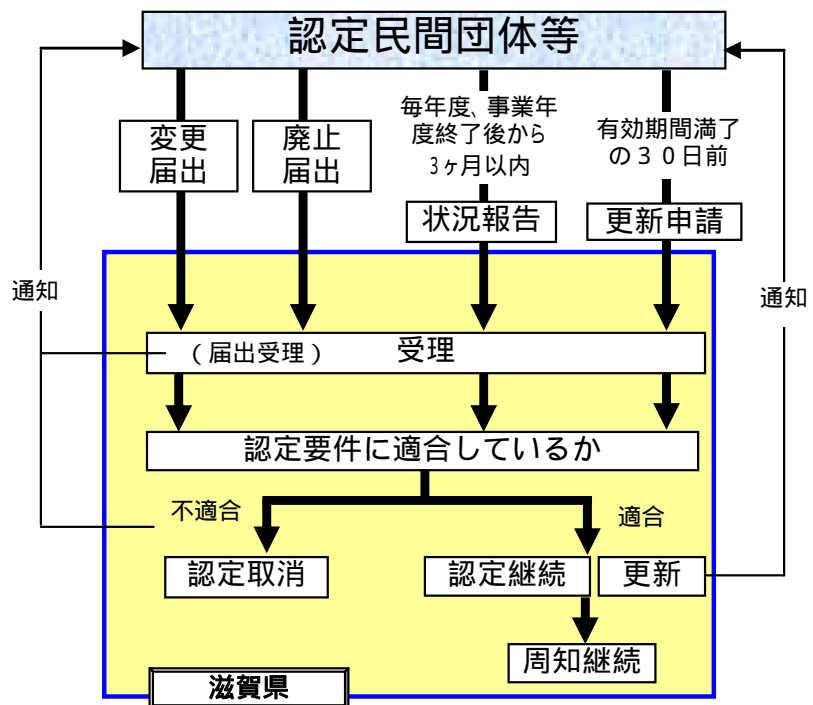 認定民間団体等
変更
届出
廃止
届出
毎年度、事業年
度終了後から
3ヶ月以内
状況報告
有効期間満了
の30日前
更新申請
通知
通知
(届出受理) 受理
認定要件に適合しているか
不適合
適合
認定取消
認定継続
更新
周知継続
滋賀県